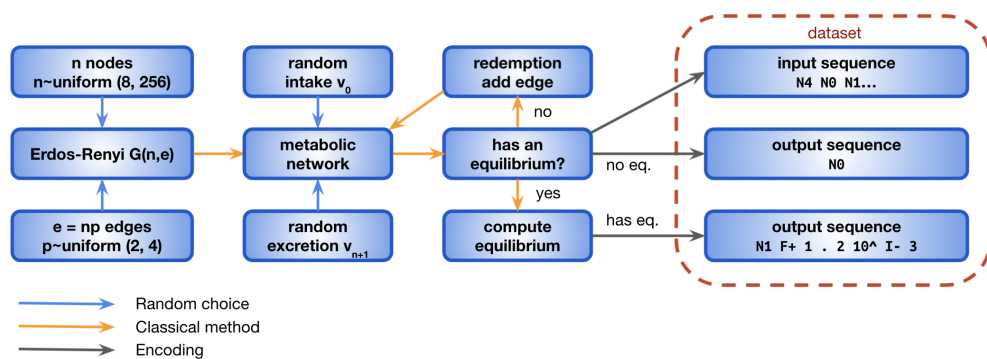 dataset
n nodes
n~uniform (8, 256)
random
intake v0
redemption
add edge
input sequence
N4 N0 N1...
no
Erdos-Renyi G(n,e)
metabolic
network
has an
equilibrium?
no eq.
output sequence
N0
yes
e = np edges
p~uniform (2, 4)
random
excretion vn+1
compute
equilibrium
has eq.
output sequence
N1 F+ 1 . 2 10^ I- 3
Random choice
Classical method
Encoding